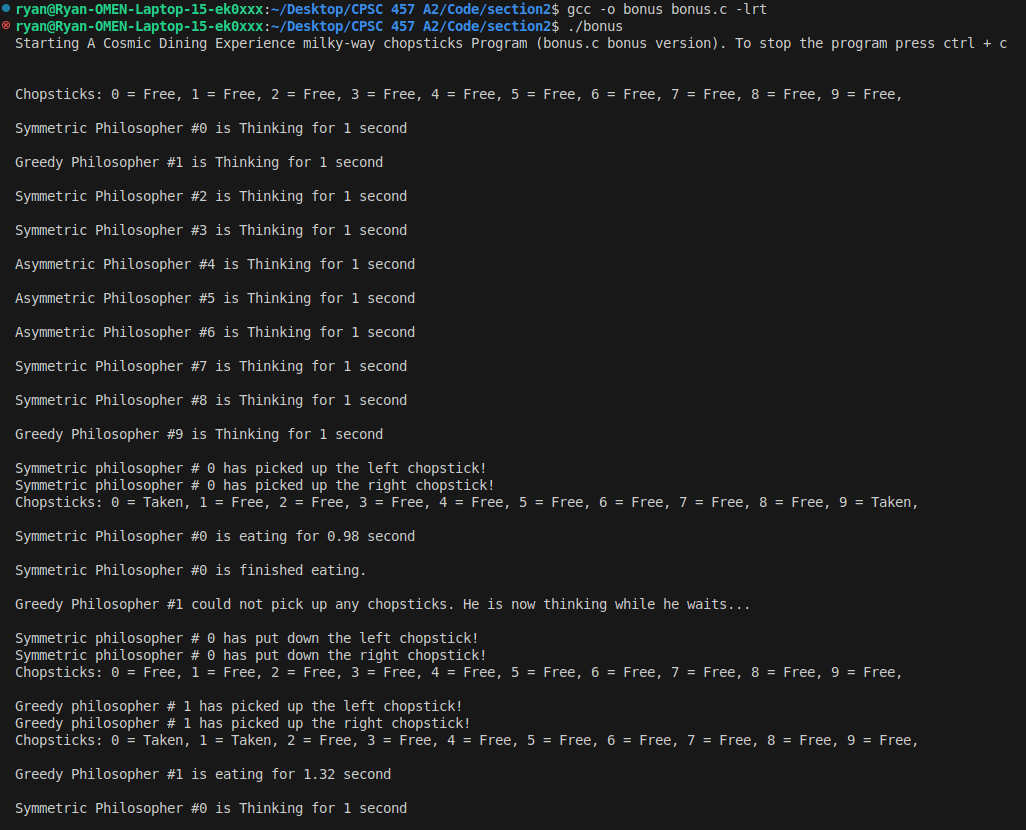 ryan@Ryan-OMEN-Laptop-15-ek0xxx:~/Desktop/CPSC 457 A2/Code/section2$ gcc -o bonus bonus.c -lrt
ryan@Ryan-OMEN-Laptop-15-ek0xxx:~/Desktop/CPSC 457 A2/Code/section2$ ./bonus
Starting A Cosmic Dining Experience milky-way chopsticks Program (bonus.c bonus version). To stop the program press ctrl + c
Chopsticks: 0 = Free, 1 = Free, 2 = Free, 3 = Free, 4 = Free, 5 = Free, 6 = Free, 7 = Free, 8 = Free, 9 = Free,
Symmetric Philosopher #0 is Thinking for 1 second
Greedy Philosopher #1 is Thinking for 1 second
Symmetric Philosopher #2 is Thinking for 1 second
Symmetric Philosopher #3 is Thinking for 1 second
Asymmetric Philosopher #4 is Thinking for 1 second
Asymmetric Philosopher #5 is Thinking for 1 second
Asymmetric Philosopher #6 is Thinking for 1 second
Symmetric Philosopher #7 is Thinking for 1 second
Symmetric Philosopher #8 is Thinking for 1 second
Greedy Philosopher #9 is Thinking for 1 second
Symmetric philosopher # 0 has picked up the left chopstick!
Symmetric philosopher # 0 has picked up the right chopstick!
Chopsticks: 0 = Taken, 1 = Free, 2 = Free, 3 = Free, 4 = Free, 5 = Free, 6 = Free, 7 = Free, 8 = Free, 9 = Taken,
Symmetric Philosopher #0 is eating for 0.98 second
Symmetric Philosopher #0 is finished eating.
Greedy Philosopher #1 could not pick up any chopsticks. He is now thinking while he waits...
Symmetric philosopher # 0 has put down the left chopstick!
Symmetric philosopher # 0 has put down the right chopstick!
Chopsticks: 0 = Free, 1 = Free, 2 = Free, 3 = Free, 4 = Free, 5 = Free, 6 = Free, 7 = Free, 8 = Free, 9 = Free,
Greedy philosopher # 1 has picked up the left chopstick!
Greedy philosopher # 1 has picked up the right chopstick!
Chopsticks: 0 = Taken, 1 = Taken, 2 = Free, 3 = Free, 4 = Free, 5 = Free, 6 = Free, 7 = Free, 8 = Free, 9 = Free,
Greedy Philosopher #1 is eating for 1.32 second
Symmetric Philosopher #0 is Thinking for 1 second